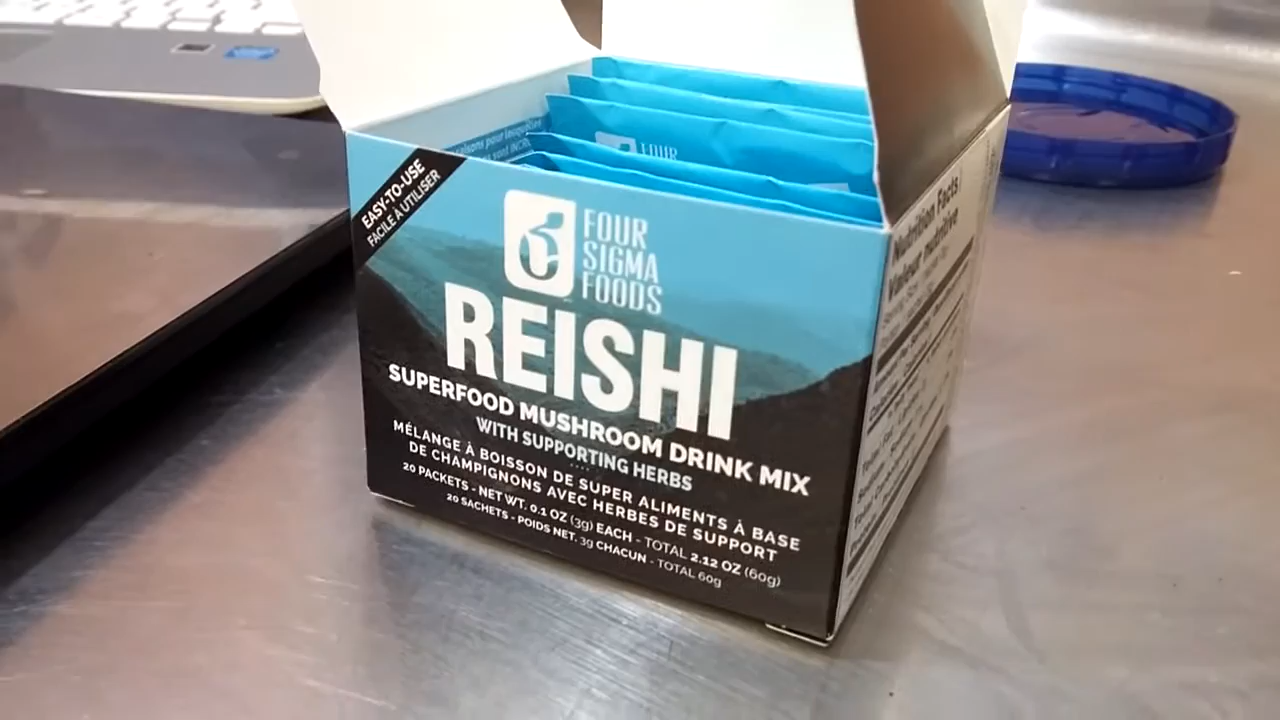 EASY-TO-USE
FACILE À UTILISER
FOUR
SIGMA
FOODS
REISHI
SUPERFOOD MUSHROOM DRINK MIX
WITH SUPPORTING HERBS
MÉLANGE À BOISSON DE SUPER ALIMENTS À BASE
DE CHAMPIGNONS AVEC HERBES DE SUPPORT
20 PACKETS - NET WT. 0.1 OZ (3g) EACH - TOTAL 2.12 OZ (60g)
20 SACHETS - POIDS NET. 3g CHACUN - TOTAL 60g
FOUR
Nutrition Facts
Valeur nutritive